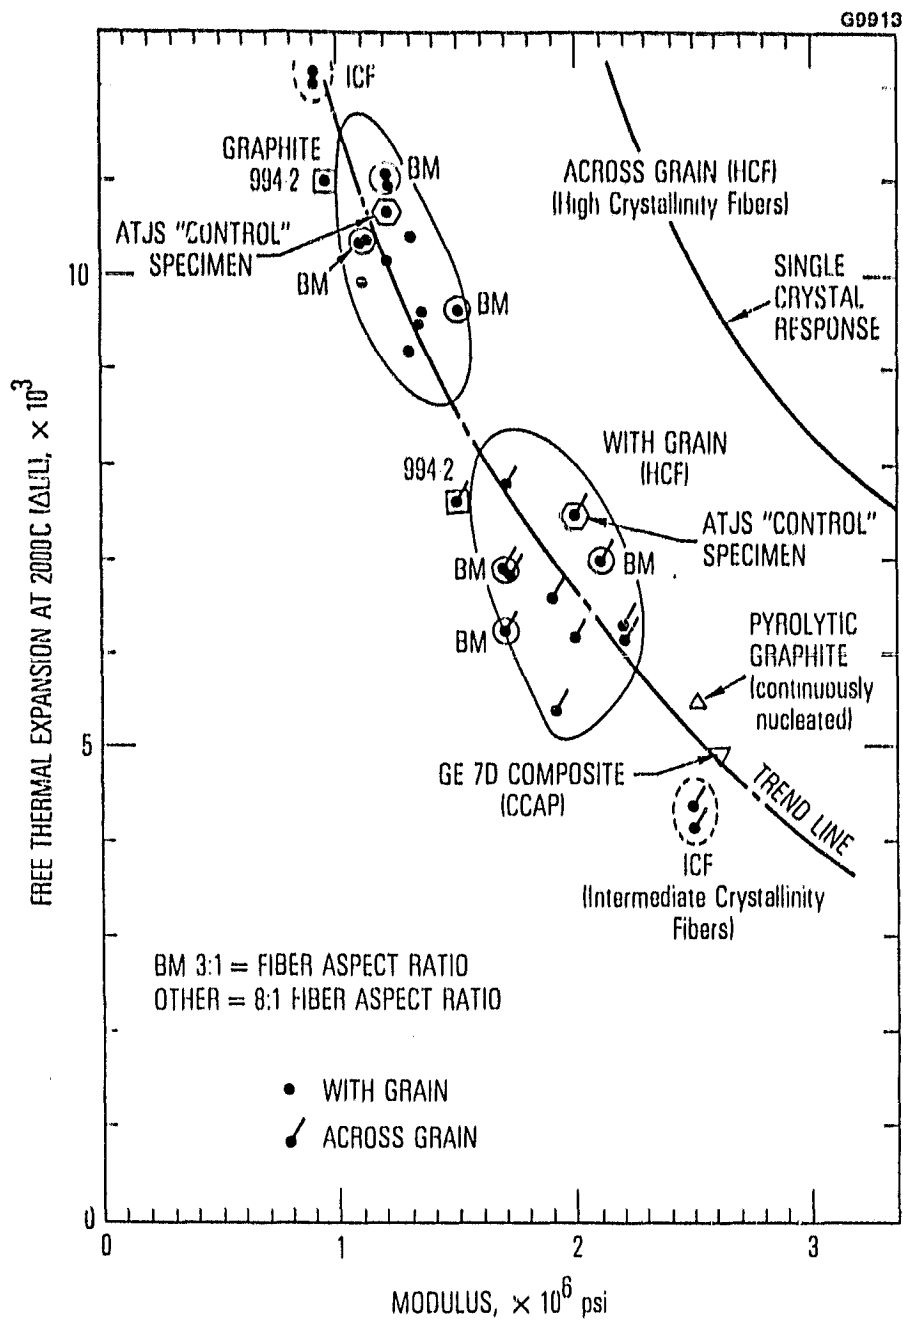 G9913
ICF
GRAPHITE
994-2
BM
ACROSS GRAIN (HCF)
(High Crystallinity Fibers)
ATJS "CONTROL"
SPECIMEN
BM
10
BM
SINGLE
CRYSTAL
RESPONSE
WITH GRAIN
(HCF)
994-2
ATJS "CONTROL"
SPECIMEN
BM
BM
BM
PYROLYTIC
GRAPHITE
(continuously
nucleated)
5
GE 7D COMPOSITE
(CCAP)
TREND LINE
ICF
(Intermediate Crystallinity
Fibers)
BM 3:1 = FIBER ASPECT RATIO
OTHER = 8:1 FIBER ASPECT RATIO
WITH GRAIN
ACROSS GRAIN
0
0
1
2
3
MODULUS, × 10⁶ psi
FREE THERMAL EXPANSION AT 2000C (ΔL/L), × 10³